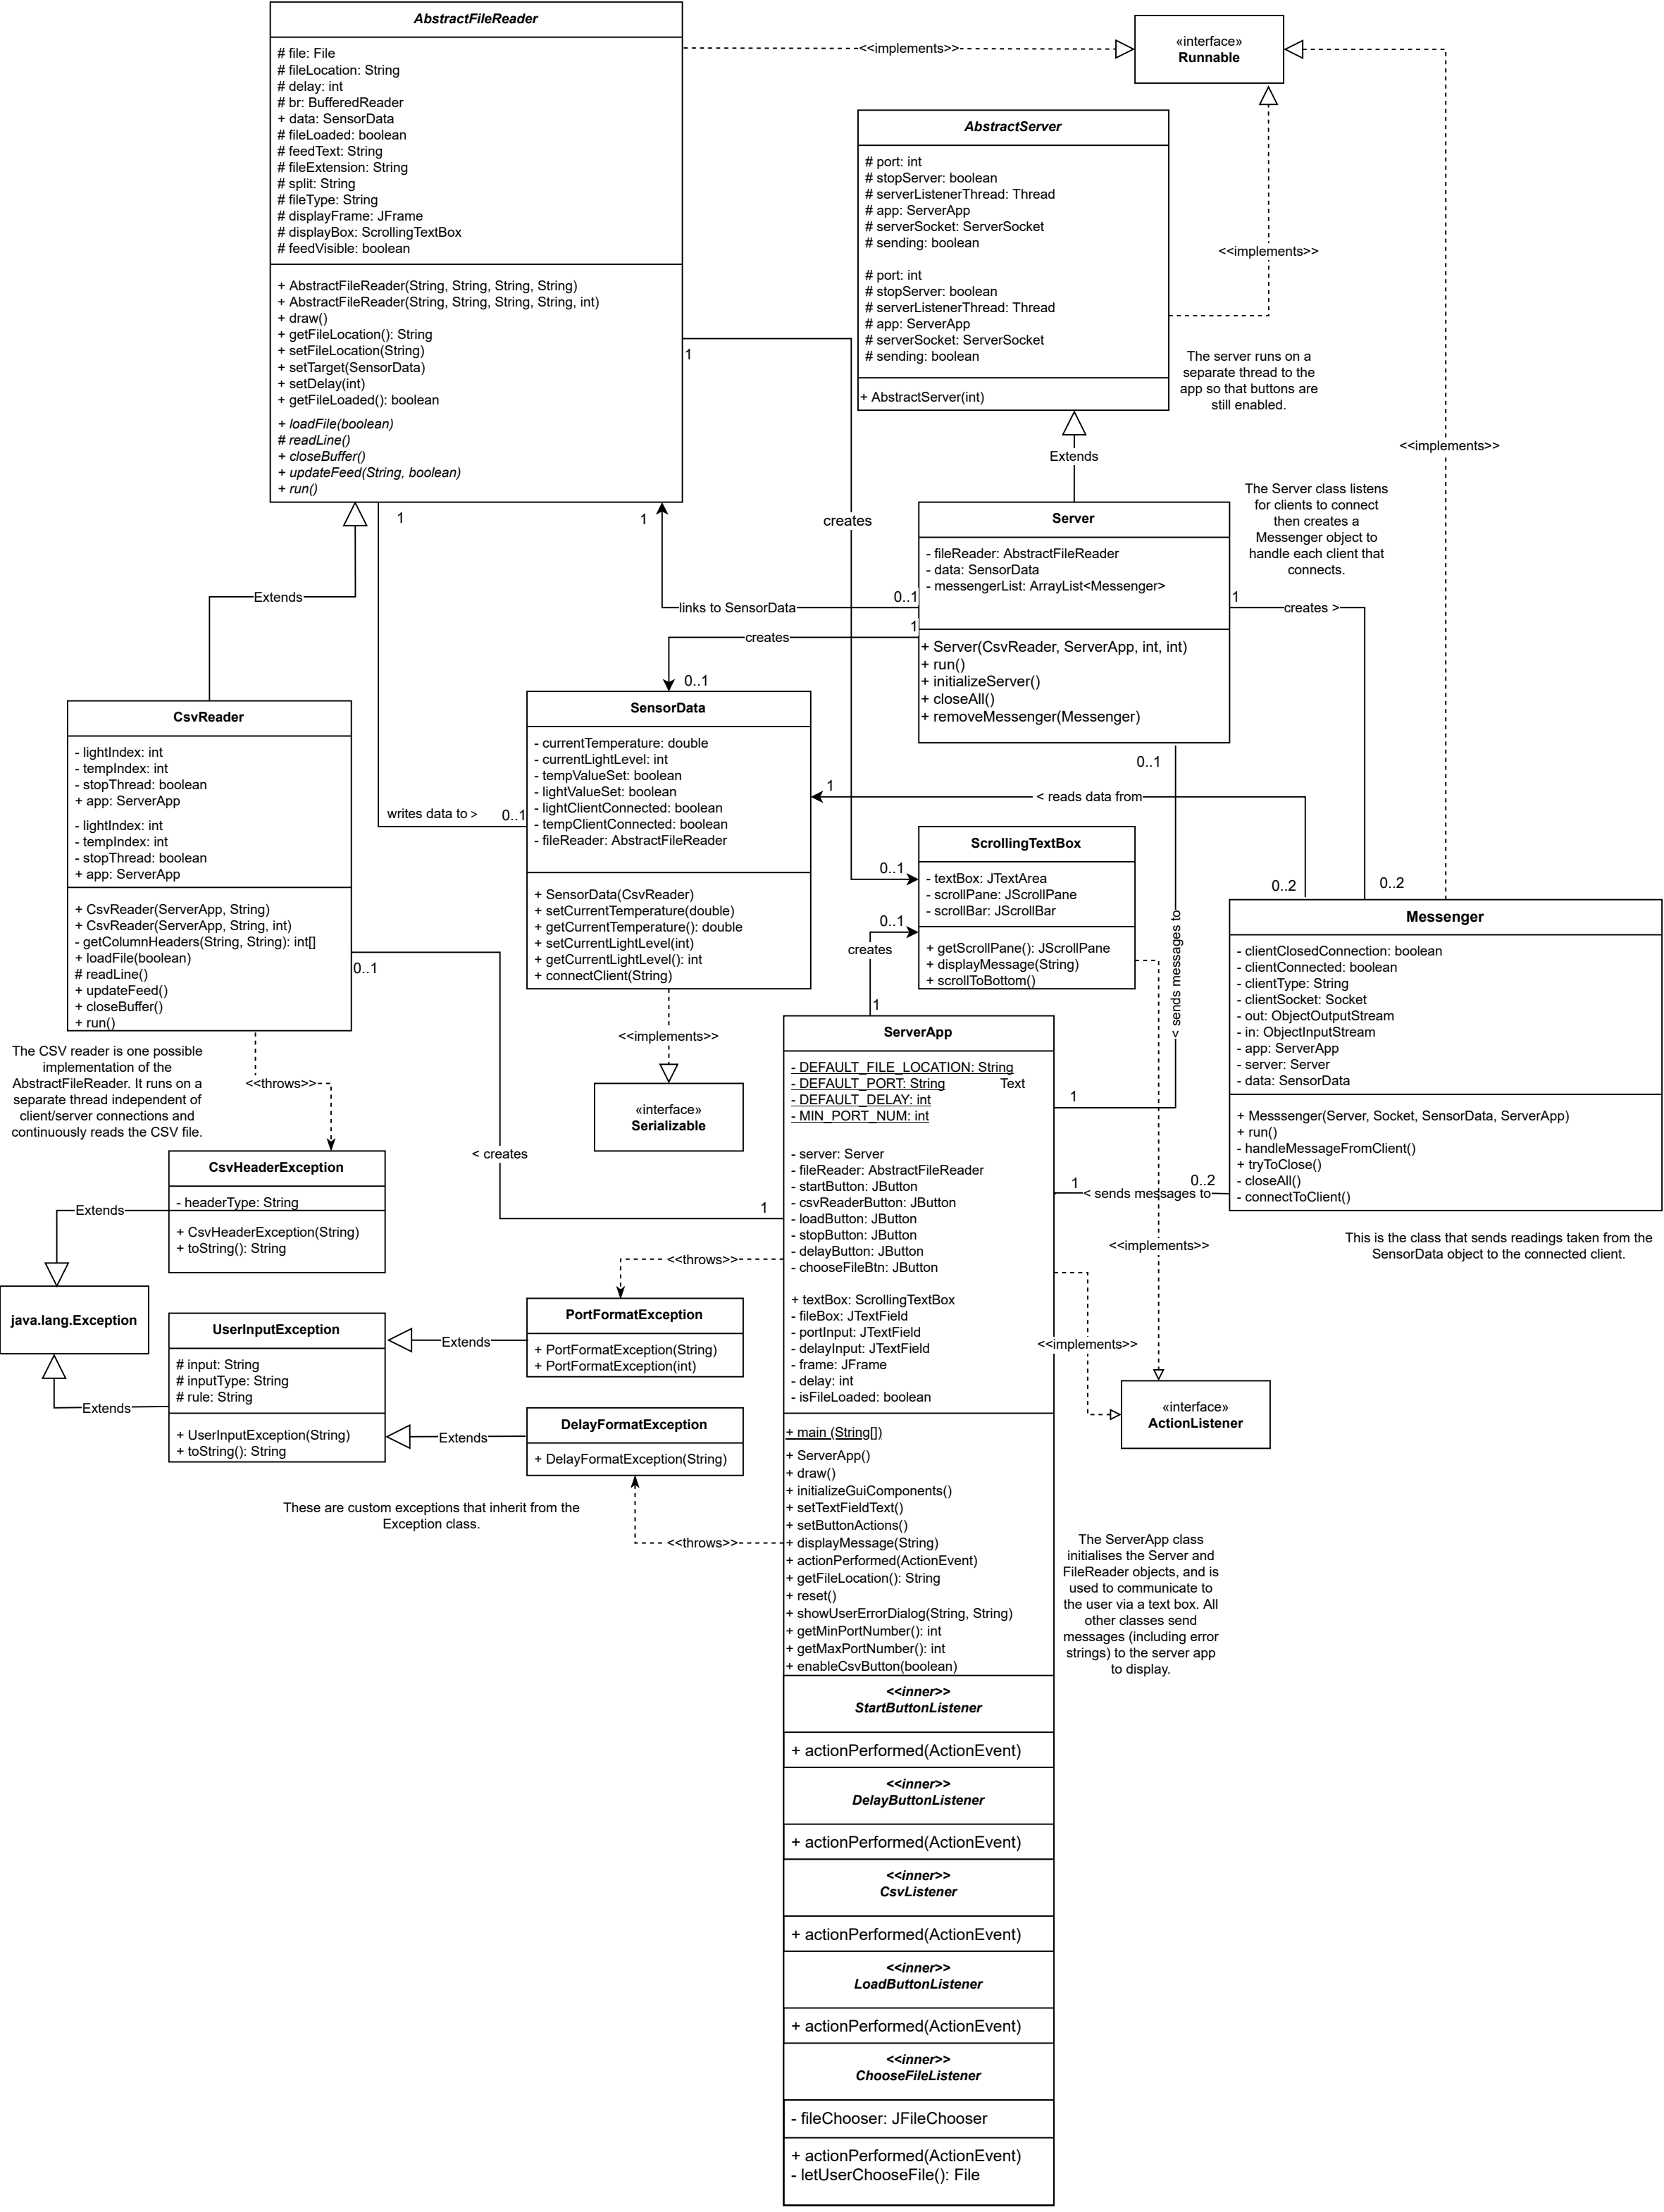 AbstractFileReader
# file: File
# fileLocation: String
# delay: int
# br: BufferedReader
+ data: SensorData
# fileLoaded: boolean
# feedText: String
# fileExtension: String
# split: String
# fileType: String
# displayFrame: JFrame
# displayBox: ScrollingTextBox
# feedVisible: boolean
+ AbstractFileReader(String, String, String, String)
+ AbstractFileReader(String, String, String, String, int)
+ draw()
+ getFileLocation(): String
+ setFileLocation(String)
+ setTarget(SensorData)
+ setDelay(int)
+ getFileLoaded(): boolean
+ loadFile(boolean)
# readLine()
+ closeBuffer()
+ updateFeed(String, boolean)
+ run()
<<implements>>
«interface»
Runnable
AbstractServer
# port: int
# stopServer: boolean
# serverListenerThread: Thread
# app: ServerApp
# serverSocket: ServerSocket
# sending: boolean
# port: int
# stopServer: boolean
# serverListenerThread: Thread
# app: ServerApp
# serverSocket: ServerSocket
# sending: boolean
+ AbstractServer(int)
<<implements>>
The server runs on a
separate thread to the
app so that buttons are
still enabled.
<<implements>>
Extends
1
creates
1
1
Server
- fileReader: AbstractFileReader
- data: SensorData
- messengerList: ArrayList<Messenger>
+ Server(CsvReader, ServerApp, int, int)
+ run()
+ initializeServer()
+ closeAll()
+ removeMessenger(Messenger)
The Server class listens
for clients to connect
then creates a
Messenger object to
handle each client that
connects.
Extends
links to SensorData
0..1
1
creates >
creates
1
0..1
CsvReader
- lightIndex: int
- tempIndex: int
- stopThread: boolean
+ app: ServerApp
- lightIndex: int
- tempIndex: int
- stopThread: boolean
+ app: ServerApp
+ CsvReader(ServerApp, String)
+ CsvReader(ServerApp, String, int)
- getColumnHeaders(String, String): int[]
+ loadFile(boolean)
# readLine()
+ updateFeed()
+ closeBuffer()
+ run()
SensorData
- currentTemperature: double
- currentLightLevel: int
- tempValueSet: boolean
- lightValueSet: boolean
- lightClientConnected: boolean
- tempClientConnected: boolean
- fileReader: AbstractFileReader
+ SensorData(CsvReader)
+ setCurrentTemperature(double)
+ getCurrentTemperature(): double
+ setCurrentLightLevel(int)
+ getCurrentLightLevel(): int
+ connectClient(String)
writes data to >
0..1
0..1
1
< reads data from
ScrollingTextBox
- textBox: JTextArea
- scrollPane: JScrollPane
- scrollBar: JScrollBar
+ getScrollPane(): JScrollPane
+ displayMessage(String)
+ scrollToBottom()
0..1
0..1
creates
1
0..2
0..2
< sends messages to
Messenger
- clientClosedConnection: boolean
- clientConnected: boolean
- clientType: String
- clientSocket: Socket
- out: ObjectOutputStream
- in: ObjectInputStream
- app: ServerApp
- server: Server
- data: SensorData
+ Messsenger(Server, Socket, SensorData, ServerApp)
+ run()
- handleMessageFromClient()
+ tryToClose()
- closeAll()
- connectToClient()
This is the class that sends readings taken from the
SensorData object to the connected client.
0..1
The CSV reader is one possible
implementation of the
AbstractFileReader. It runs on a
separate thread independent of
client/server connections and
continuously reads the CSV file.
<<throws>>
<<implements>>
«interface»
Serializable
< creates
1
CsvHeaderException
- headerType: String
+ CsvHeaderException(String)
+ toString(): String
Extends
java.lang.Exception
Extends
UserInputException
# input: String
# inputType: String
# rule: String
+ UserInputException(String)
+ toString(): String
<<throws>>
PortFormatException
+ PortFormatException(String)
+ PortFormatException(int)
Extends
DelayFormatException
+ DelayFormatException(String)
Extends
<<throws>>
These are custom exceptions that inherit from the
Exception class.
ServerApp
- DEFAULT_FILE_LOCATION: String
- DEFAULT_PORT: String
Text
- DEFAULT_DELAY: int
- MIN_PORT_NUM: int
- server: Server
- fileReader: AbstractFileReader
- startButton: JButton
- csvReaderButton: JButton
- loadButton: JButton
- stopButton: JButton
- delayButton: JButton
- chooseFileBtn: JButton
+ textBox: ScrollingTextBox
- fileBox: JTextField
- portInput: JTextField
- delayInput: JTextField
- frame: JFrame
- delay: int
- isFileLoaded: boolean
+ main (String[])
+ ServerApp()
+ draw()
+ initializeGuiComponents()
+ setTextFieldText()
+ setButtonActions()
+ displayMessage(String)
+ actionPerformed(ActionEvent)
+ getFileLocation(): String
+ reset()
+ showUserErrorDialog(String, String)
+ getMinPortNumber(): int
+ getMaxPortNumber(): int
+ enableCsvButton(boolean)
<<inner>>
StartButtonListener
+ actionPerformed(ActionEvent)
<<inner>>
DelayButtonListener
+ actionPerformed(ActionEvent)
<<inner>>
CsvListener
+ actionPerformed(ActionEvent)
<<inner>>
LoadButtonListener
+ actionPerformed(ActionEvent)
<<inner>>
ChooseFileListener
- fileChooser: JFileChooser
+ actionPerformed(ActionEvent)
- letUserChooseFile(): File
1
1
< sends messages to
0..2
<<implements>>
<<implements>>
«interface»
ActionListener
The ServerApp class
initialises the Server and
FileReader objects, and is
used to communicate to
the user via a text box. All
other classes send
messages (including error
strings) to the server app
to display.